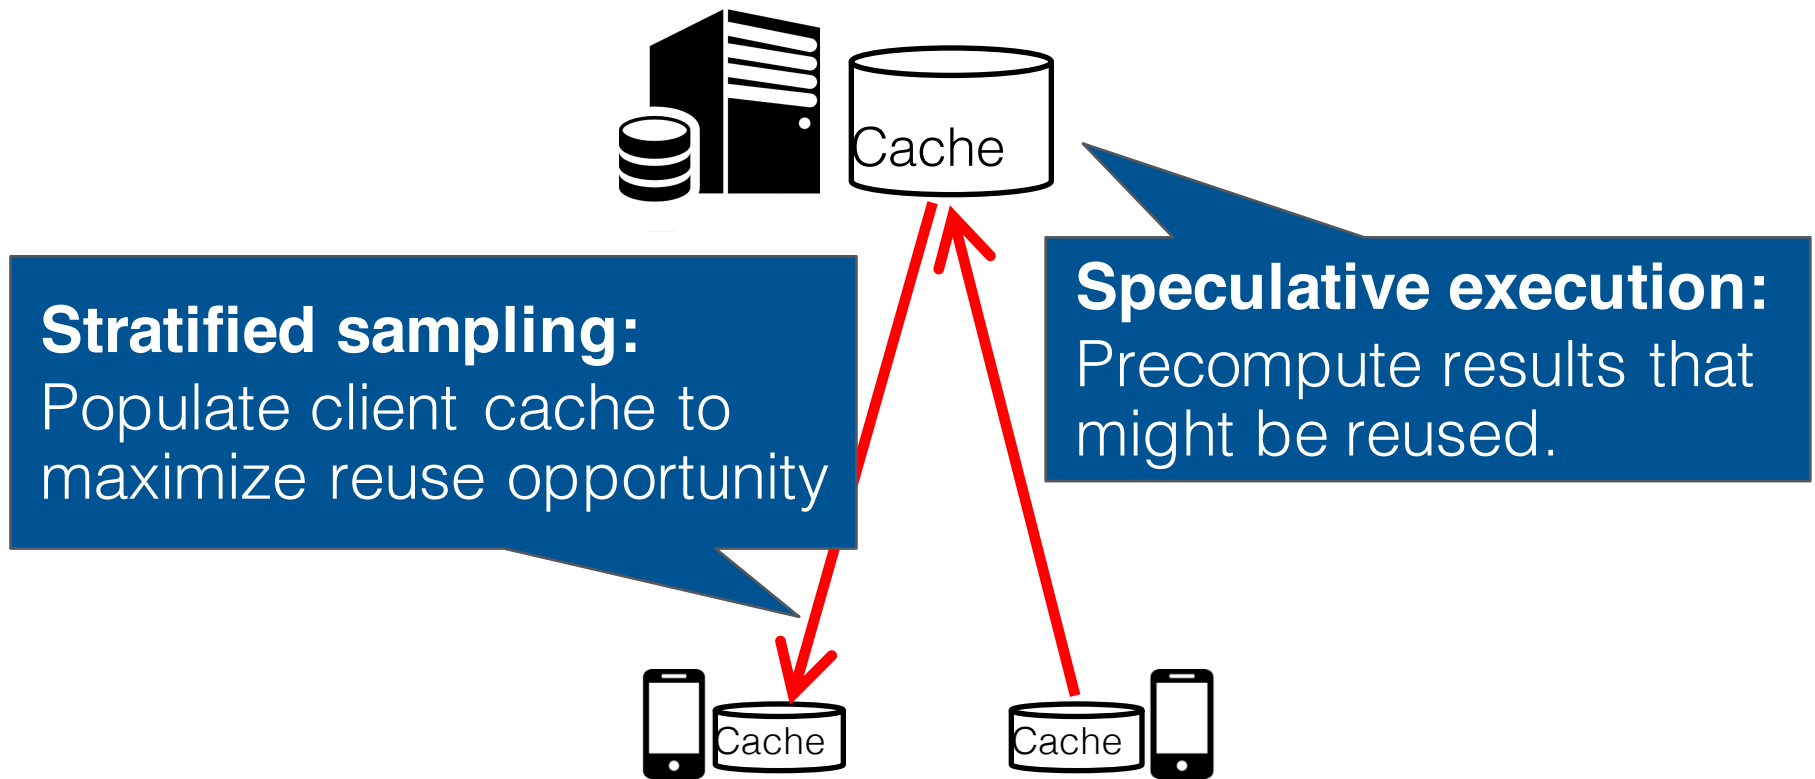 Cache
Stratified sampling:
Populate client cache to
maximize reuse opportunity
Speculative execution:
Precompute results that
might be reused.
Cache
Cache